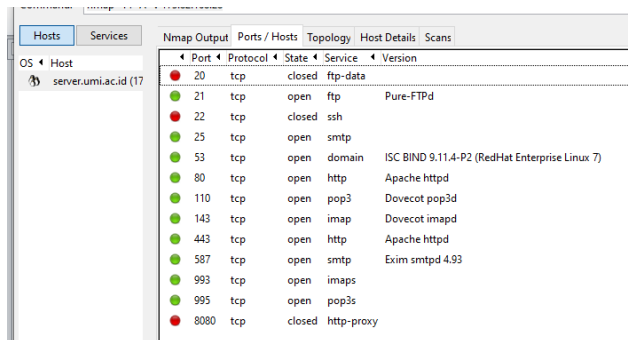 Hosts Services Nmap Output Ports / Hosts Topology Host Details Scans
OS Host
Port Protocol State Service Version
server.umi.ac.id (17
20 tcp closed ftp-data
21 tcp open ftp Pure-FTPd
22 tcp closed ssh
25 tcp open smtp
53 tcp open domain ISC BIND 9.11.4-P2 (RedHat Enterprise Linux 7)
80 tcp open http Apache httpd
110 tcp open pop3 Dovecot pop3d
143 tcp open imap Dovecot imapd
443 tcp open http Apache httpd
587 tcp open smtp Exim smtpd 4.93
993 tcp open imaps
995 tcp open pop3s
8080 tcp closed http-proxy